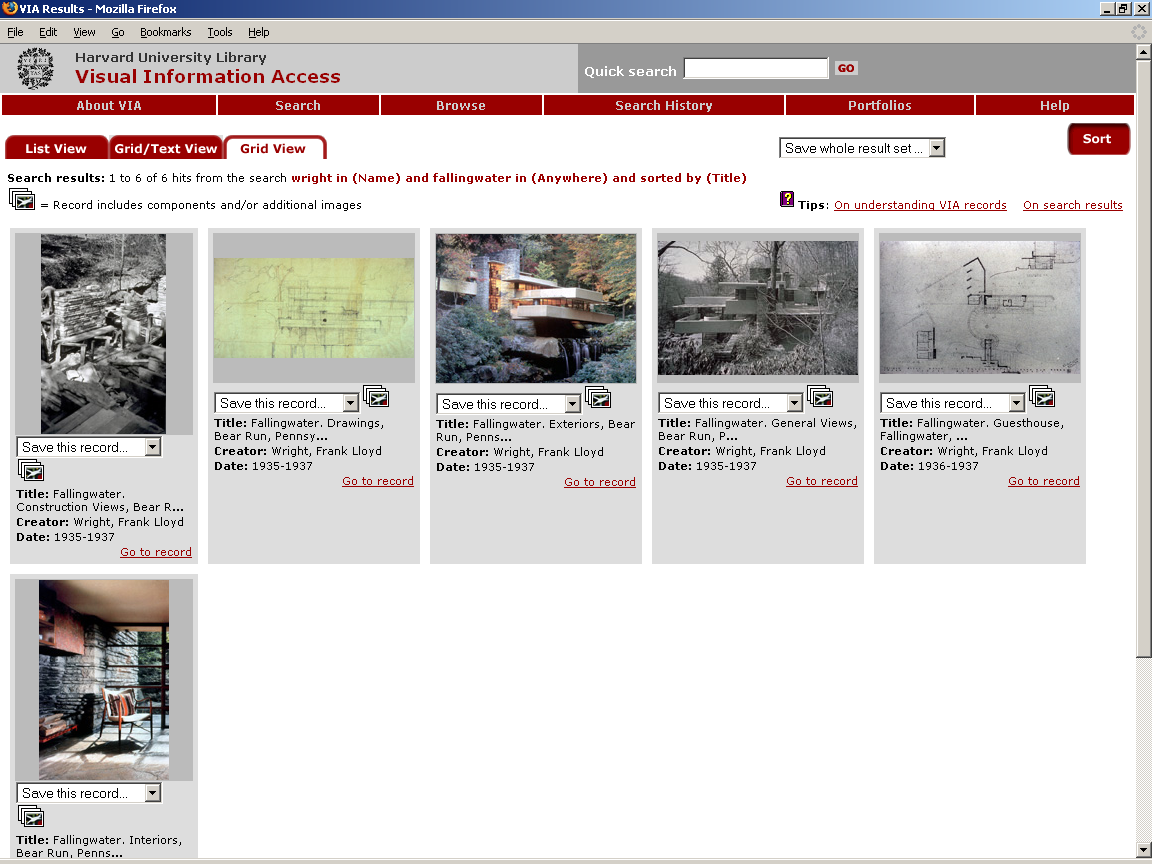 VIA Results - Mozilla Firefox
File Edit View Go Bookmarks Tools Help
Harvard University Library
Visual Information Access
Quick search GO
About VIA Search Browse Search History Portfolios Help
List View Grid/Text View Grid View
Save whole result set ...
Sort
Search results: 1 to 6 of 6 hits from the search wright in (Name) and fallingwater in (Anywhere) and sorted by (Title)
= Record includes components and/or additional images
? Tips: On understanding VIA records On search results
Save this record...
Title: Fallingwater.
Construction Views, Bear R...
Creator: Wright, Frank Lloyd
Date: 1935-1937
Go to record
Save this record...
Title: Fallingwater. Drawings,
Bear Run, Pennsy...
Creator: Wright, Frank Lloyd
Date: 1935-1937
Go to record
Save this record...
Title: Fallingwater. Exteriors, Bear
Run, Penns...
Creator: Wright, Frank Lloyd
Date: 1935-1937
Go to record
Save this record...
Title: Fallingwater. General Views,
Bear Run, P...
Creator: Wright, Frank Lloyd
Date: 1935-1937
Go to record
Save this record...
Title: Fallingwater. Guesthouse,
Fallingwater, ...
Creator: Wright, Frank Lloyd
Date: 1936-1937
Go to record
Save this record...
Title: Fallingwater. Interiors,
Bear Run, Penns...